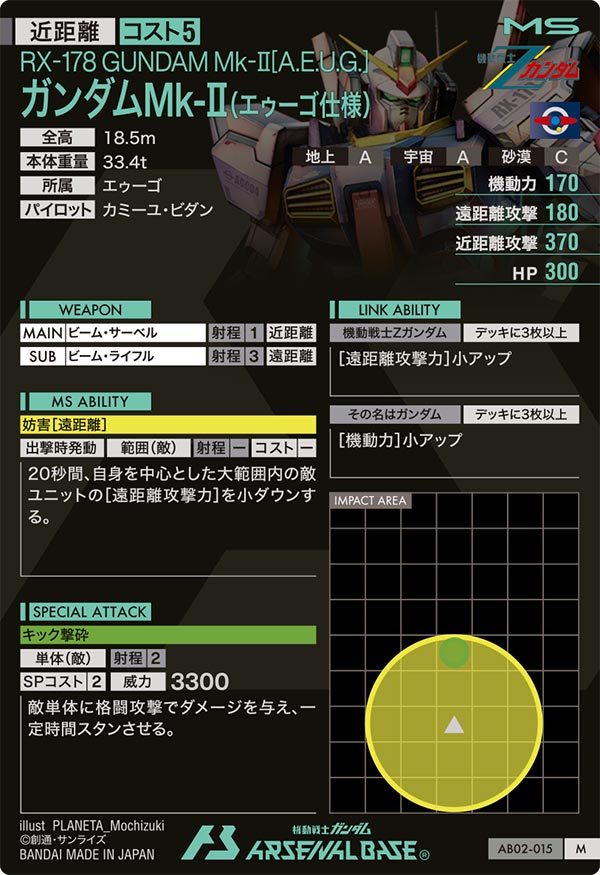 近距離 コスト5 MS
RX-178 GUNDAM Mk-II[A.E.U.G.]
機動戦士Zガンダム
ガンダムMk-II(エゥーゴ仕様)
全高 18.5m
本体重量 33.4t
所属 エゥーゴ
パイロット カミーユ・ビダン
地上 A 宇宙 A 砂漠 C
機動力 170
遠距離攻撃 180
近距離攻撃 370
HP 300
WEAPON
MAIN ビーム・サーベル 射程 1 近距離
SUB ビーム・ライフル 射程 3 遠距離
MS ABILITY
妨害[遠距離]
出撃時発動 範囲(敵) 射程 ー コスト ー
20秒間、自身を中心とした大範囲内の敵
ユニットの[遠距離攻撃力]を小ダウンす
る。
SPECIAL ATTACK
キック撃砕
単体(敵) 射程 2
SPコスト 2 威力 3300
敵単体に格闘攻撃でダメージを与え、一
定時間スタンさせる。
LINK ABILITY
機動戦士Zガンダム デッキに3枚以上
[遠距離攻撃力]小アップ
その名はガンダム デッキに3枚以上
[機動力]小アップ
IMPACT AREA
illust PLANETA_Mochizuki
©創通・サンライズ
BANDAI MADE IN JAPAN
機動戦士ガンダム
ARSENAL BASE®
AB02-015 M